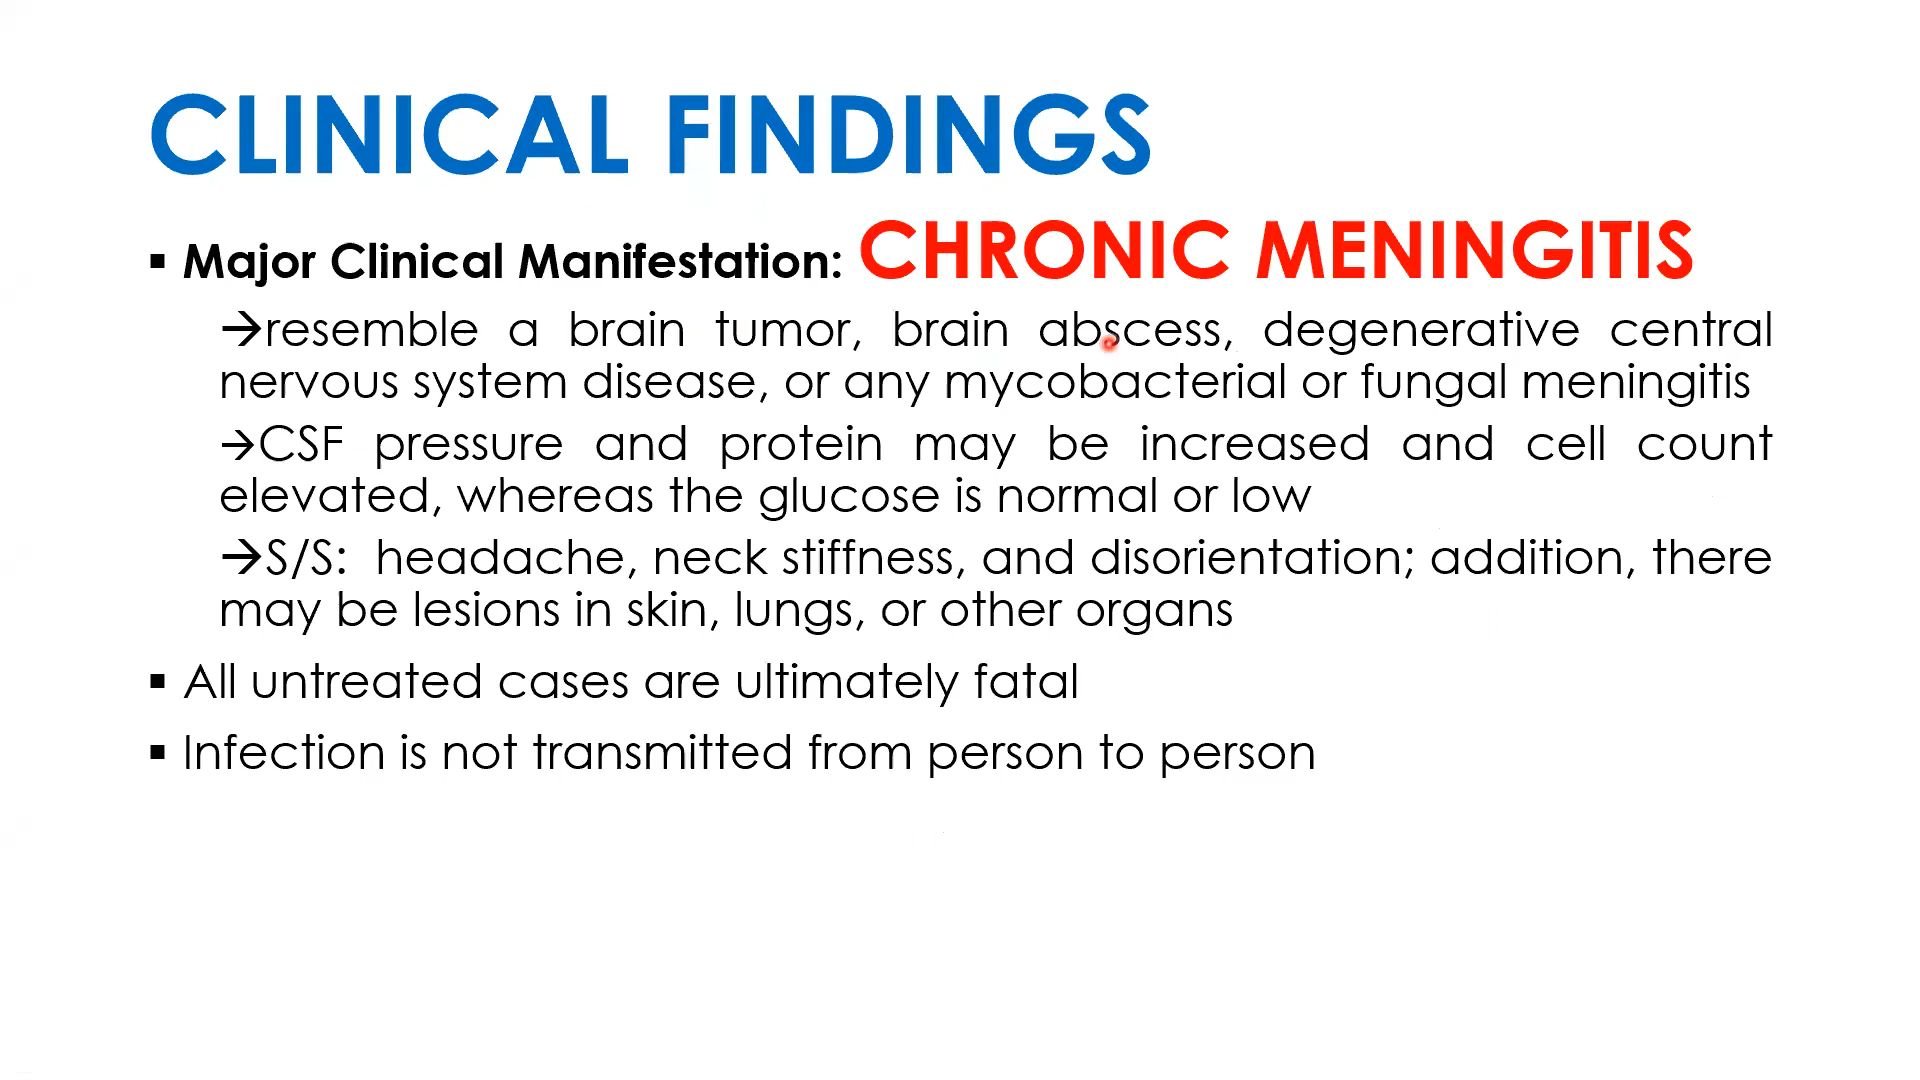 CLINICAL FINDINGS
▪ Major Clinical Manifestation: CHRONIC MENINGITIS
→resemble a brain tumor, brain abscess, degenerative central
nervous system disease, or any mycobacterial or fungal meningitis
→CSF pressure and protein may be increased and cell count
elevated, whereas the glucose is normal or low
→S/S: headache, neck stiffness, and disorientation; addition, there
may be lesions in skin, lungs, or other organs
▪ All untreated cases are ultimately fatal
▪ Infection is not transmitted from person to person